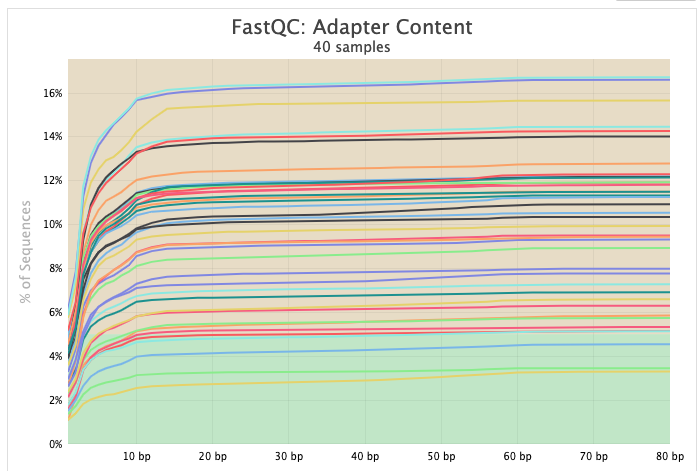 FastQC: Adapter Content
40 samples
% of Sequences
16%
14%
12%
10%
8%
6%
4%
2%
0%
10 bp 20 bp 30 bp 40 bp 50 bp 60 bp 70 bp 80 bp